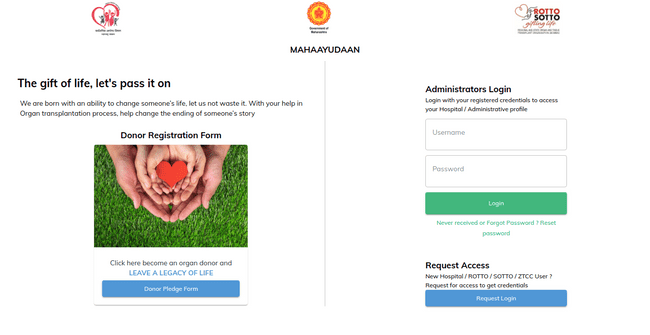 Government of
Maharashtra
ROTTO
SOTTO
gifting life
MAHAAYUDAAN
The gift of life, let's pass it on
We are born with an ability to change someone's life, let us not waste it. With your help in
Organ transplantation process, help change the ending of someone's story
Donor Registration Form
Click here become an organ donor and
LEAVE A LEGACY OF LIFE
Donor Pledge Form
Administrators Login
Login with your registered credentials to access
your Hospital / Administrative profile
Username
Password
Login
Never received or Forgot Password ? Reset
password
Request Access
New Hospital / ROTTO / SOTTO / ZTCC User ?
Request for access to get credentials
Request Login